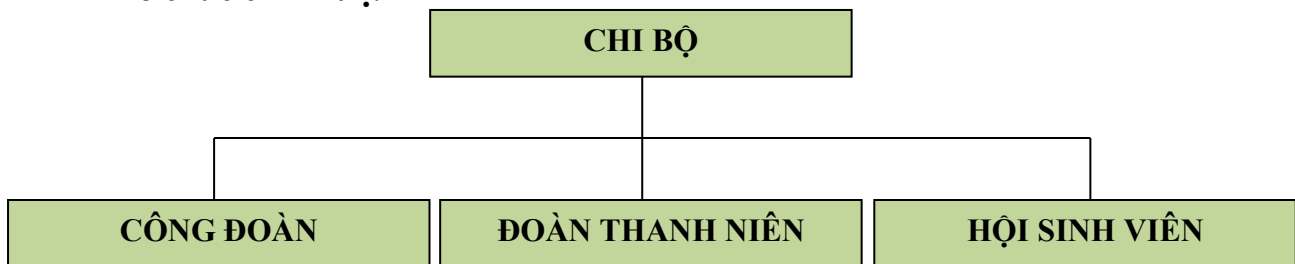 CHI BỘ
CÔNG ĐOÀN
ĐOÀN THANH NIÊN
HỘI SINH VIÊN